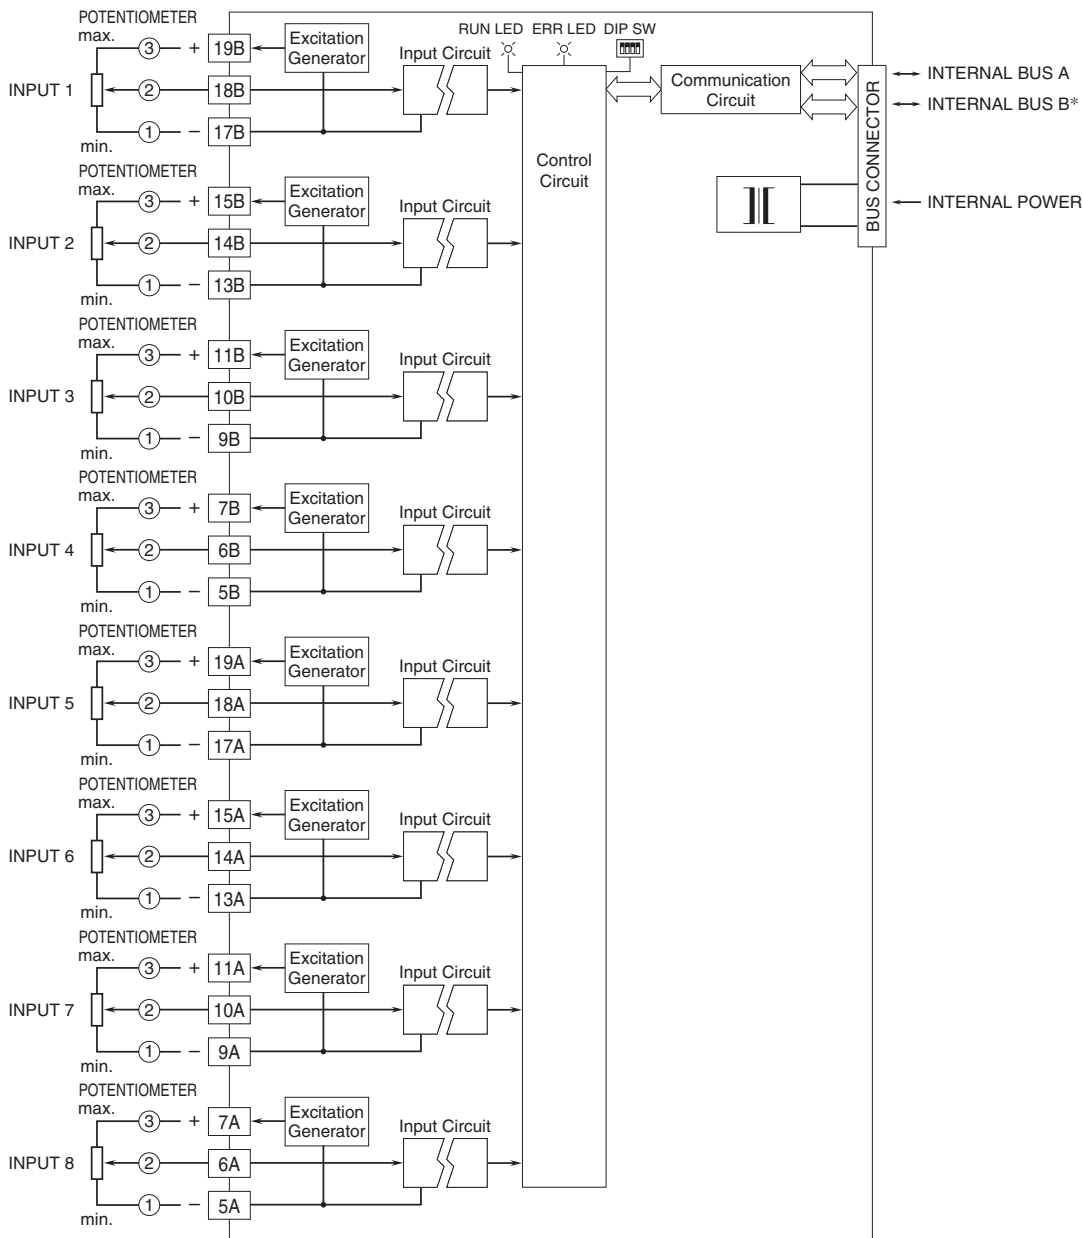 POTENTIOMETER
max.
RUN LED ERR LED DIP SW
3 + 19B Excitation Generator Input Circuit
INPUT 1 2 18B
1 − 17B
min.
Communication Circuit
BUS CONNECTOR
INTERNAL BUS A
INTERNAL BUS B*
INTERNAL POWER
Control Circuit
POTENTIOMETER
max.
3 + 15B Excitation Generator Input Circuit
INPUT 2 2 14B
1 − 13B
min.
POTENTIOMETER
max.
3 + 11B Excitation Generator Input Circuit
INPUT 3 2 10B
1 − 9B
min.
POTENTIOMETER
max.
3 + 7B Excitation Generator Input Circuit
INPUT 4 2 6B
1 − 5B
min.
POTENTIOMETER
max.
3 + 19A Excitation Generator Input Circuit
INPUT 5 2 18A
1 − 17A
min.
POTENTIOMETER
max.
3 + 15A Excitation Generator Input Circuit
INPUT 6 2 14A
1 − 13A
min.
POTENTIOMETER
max.
3 + 11A Excitation Generator Input Circuit
INPUT 7 2 10A
1 − 9A
min.
POTENTIOMETER
max.
3 + 7A Excitation Generator Input Circuit
INPUT 8 2 6A
1 − 5A
min.